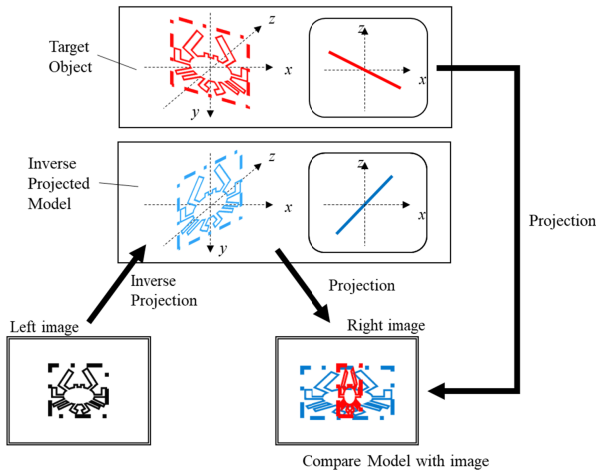 Target
Object
z
x
y
z
x
Inverse
Projected
Model
z
x
y
z
x
Projection
Inverse
Projection
Projection
Left image
Right image
Compare Model with image